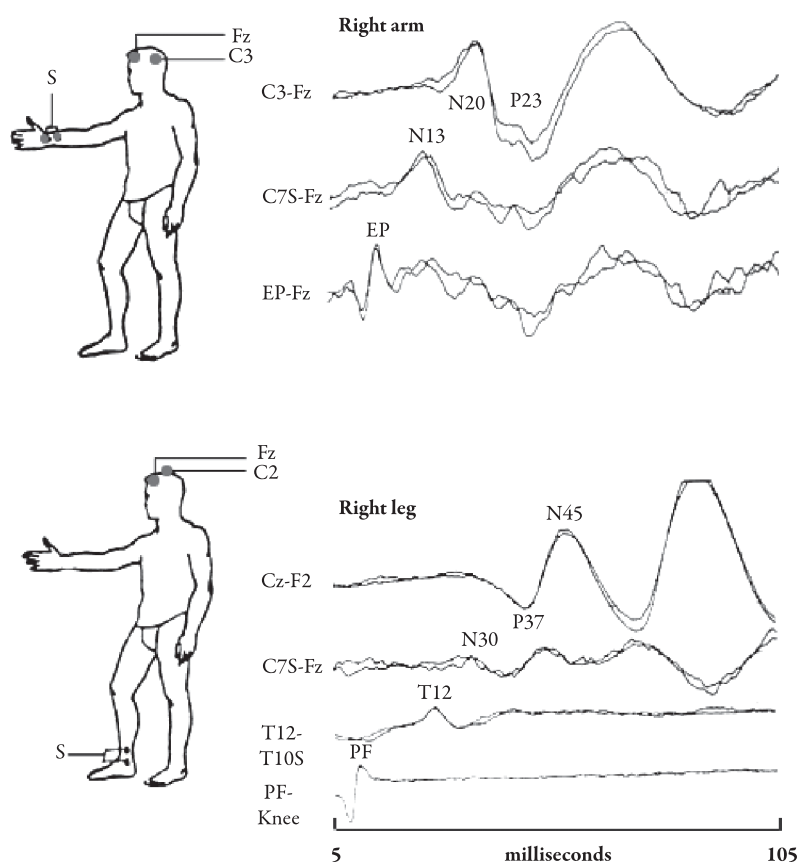 Fz
C3
S
Right arm
C3-Fz
N20
P23
N13
C7S-Fz
EP
EP-Fz
Fz
C2
S
Right leg
N45
Cz-F2
P37
N30
C7S-Fz
T12
T12-
T10S
PF
PF-
Knee
5
milliseconds
105